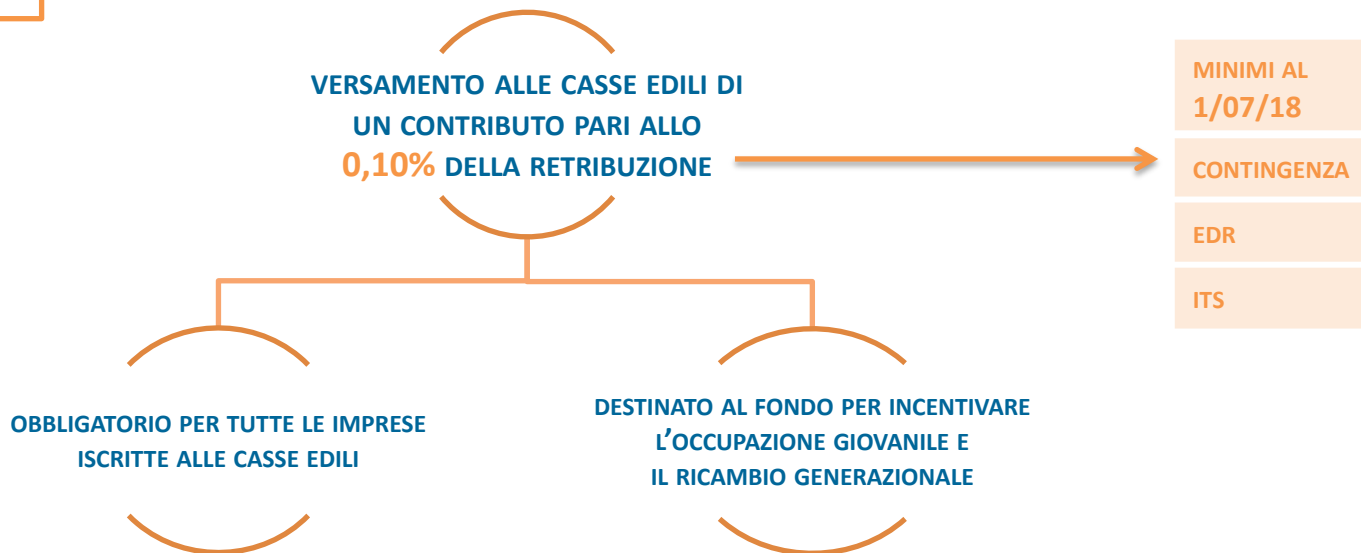 VERSAMENTO ALLE CASSE EDILI DI
UN CONTRIBUTO PARI ALLO
0,10% DELLA RETRIBUZIONE
MINIMI AL
1/07/18
CONTINGENZA
EDR
ITS
OBBLIGATORIO PER TUTTE LE IMPRESE
ISCRITTE ALLE CASSE EDILI
DESTINATO AL FONDO PER INCENTIVARE
L'OCCUPAZIONE GIOVANILE E
IL RICAMBIO GENERAZIONALE